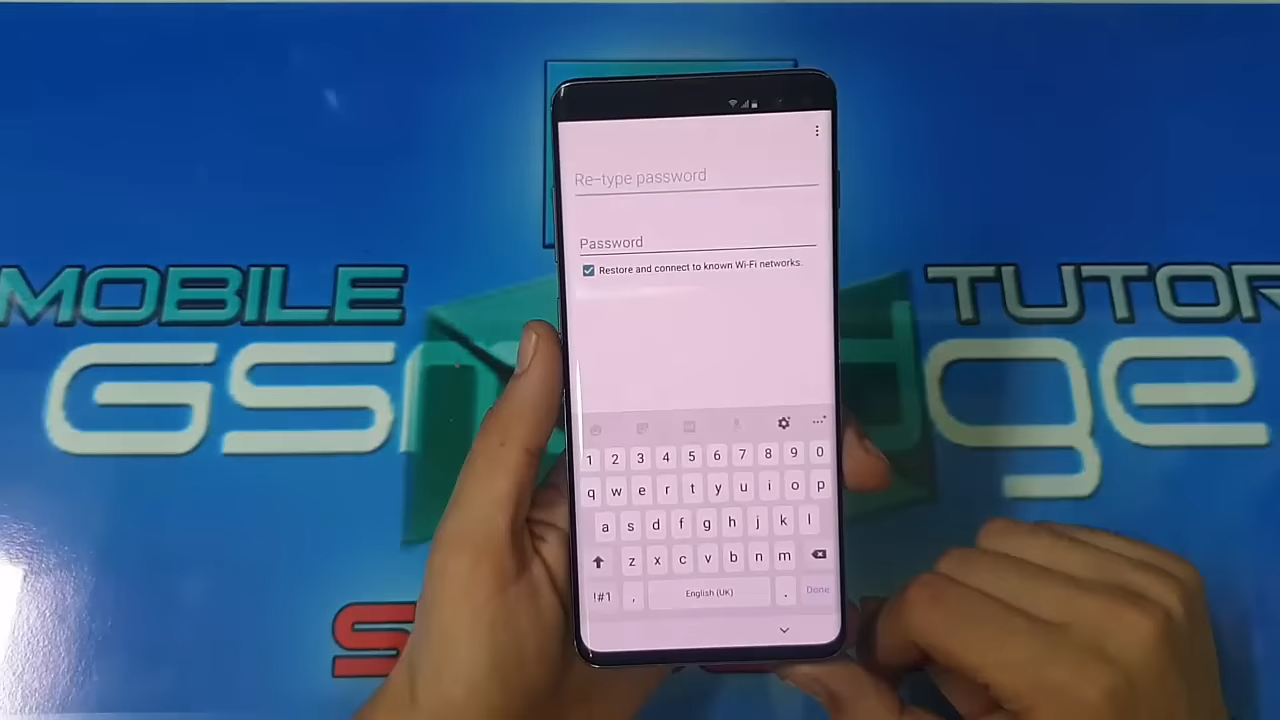 Re-type password
Password
Restore and connect to known Wi-Fi networks.
MOBILE
TUTOR
GSm
dge
1 2 3 4 5 6 7 8 9 0
q w e r t y u i o p
a s d f g h j k l
z x c v b n m
!#1 , English (UK) . Done
S